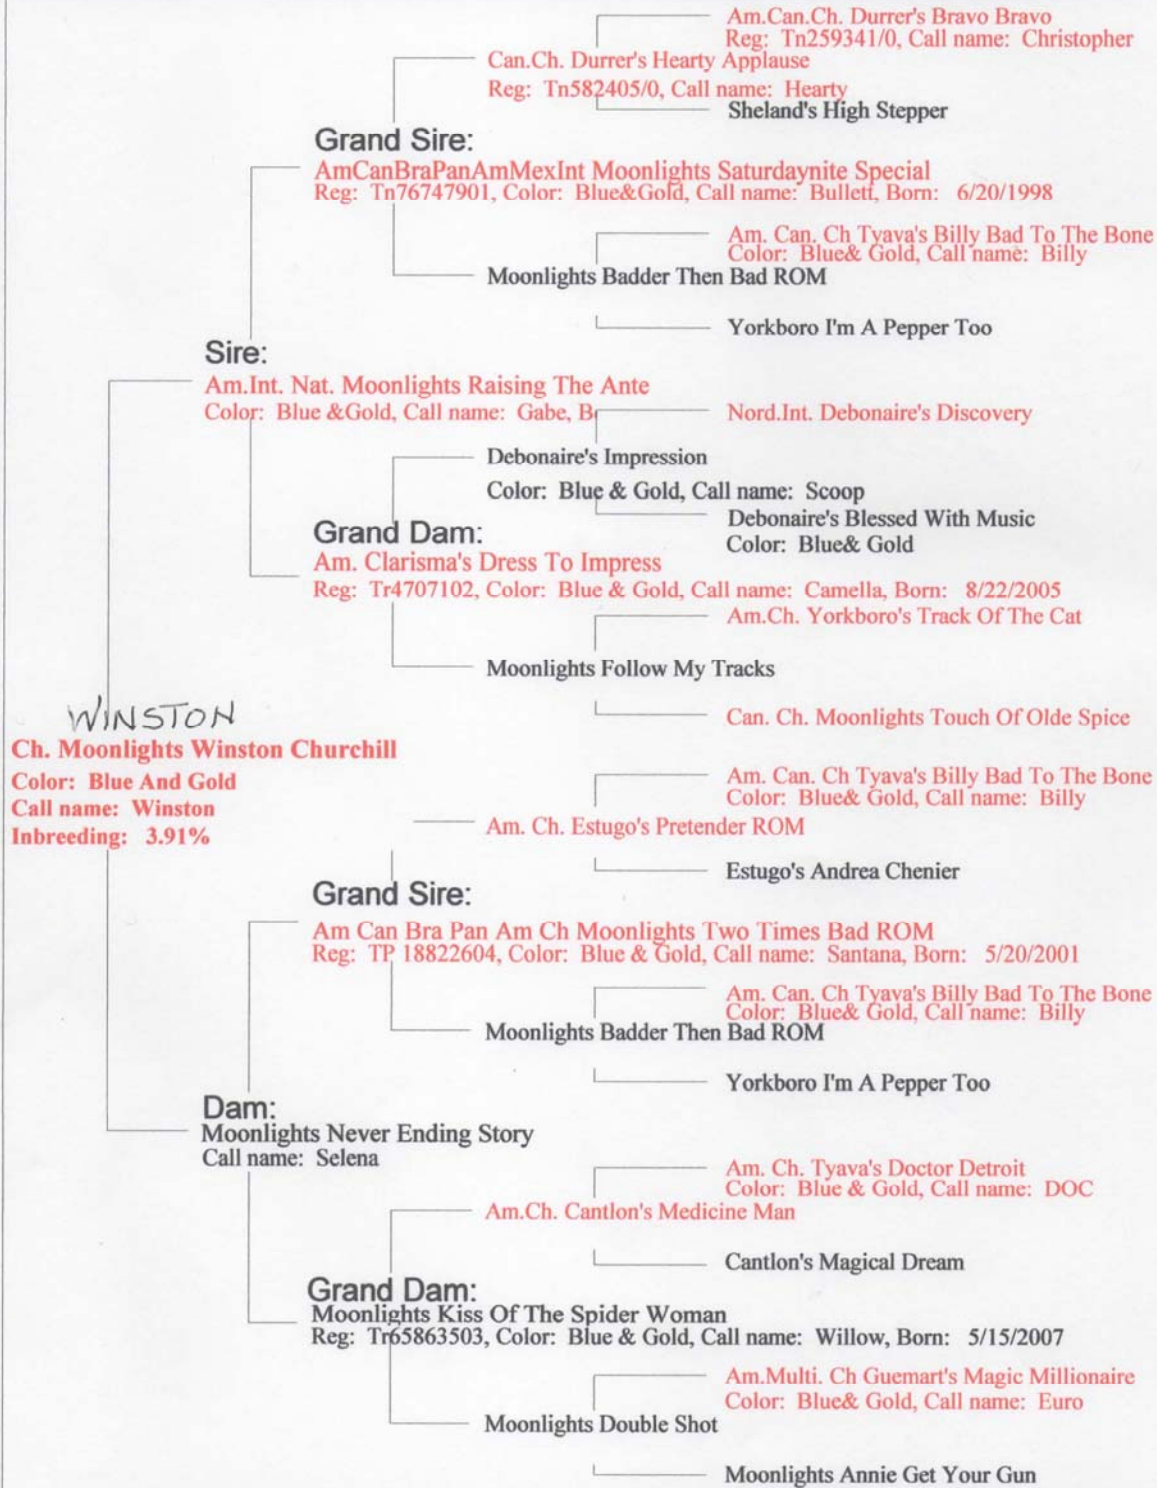 Am.Can.Ch. Durrer's Bravo Bravo
Reg: Tn259341/0, Call name: Christopher
Can.Ch. Durrer's Hearty Applause
Reg: Tn582405/0, Call name: Hearty
Sheland's High Stepper
Grand Sire:
AmCanBraPanAmMexInt Moonlights Saturdaynite Special
Reg: Tn76747901, Color: Blue&Gold, Call name: Bullett, Born: 6/20/1998
Am. Can. Ch Tyava's Billy Bad To The Bone
Color: Blue& Gold, Call name: Billy
Moonlights Badder Then Bad ROM
Yorkboro I'm A Pepper Too
Sire:
Am.Int. Nat. Moonlights Raising The Ante
Color: Blue &Gold, Call name: Gabe, B
Nord.Int. Debonaire's Discovery
Debonaire's Impression
Color: Blue & Gold, Call name: Scoop
Debonaire's Blessed With Music
Color: Blue& Gold
Grand Dam:
Am. Clarisma's Dress To Impress
Reg: Tr4707102, Color: Blue & Gold, Call name: Camella, Born: 8/22/2005
Am.Ch. Yorkboro's Track Of The Cat
Moonlights Follow My Tracks
Can. Ch. Moonlights Touch Of Olde Spice
WINSTON
Ch. Moonlights Winston Churchill
Color: Blue And Gold
Call name: Winston
Inbreeding: 3.91%
Am. Can. Ch Tyava's Billy Bad To The Bone
Color: Blue& Gold, Call name: Billy
Am. Ch. Estugo's Pretender ROM
Estugo's Andrea Chenier
Grand Sire:
Am Can Bra Pan Am Ch Moonlights Two Times Bad ROM
Reg: TP 18822604, Color: Blue & Gold, Call name: Santana, Born: 5/20/2001
Am. Can. Ch Tyava's Billy Bad To The Bone
Color: Blue& Gold, Call name: Billy
Moonlights Badder Then Bad ROM
Yorkboro I'm A Pepper Too
Dam:
Moonlights Never Ending Story
Call name: Selena
Am. Ch. Tyava's Doctor Detroit
Color: Blue & Gold, Call name: DOC
Am.Ch. Cantlon's Medicine Man
Cantlon's Magical Dream
Grand Dam:
Moonlights Kiss Of The Spider Woman
Reg: Tr65863503, Color: Blue & Gold, Call name: Willow, Born: 5/15/2007
Am.Multi. Ch Guemart's Magic Millionaire
Color: Blue& Gold, Call name: Euro
Moonlights Double Shot
Moonlights Annie Get Your Gun